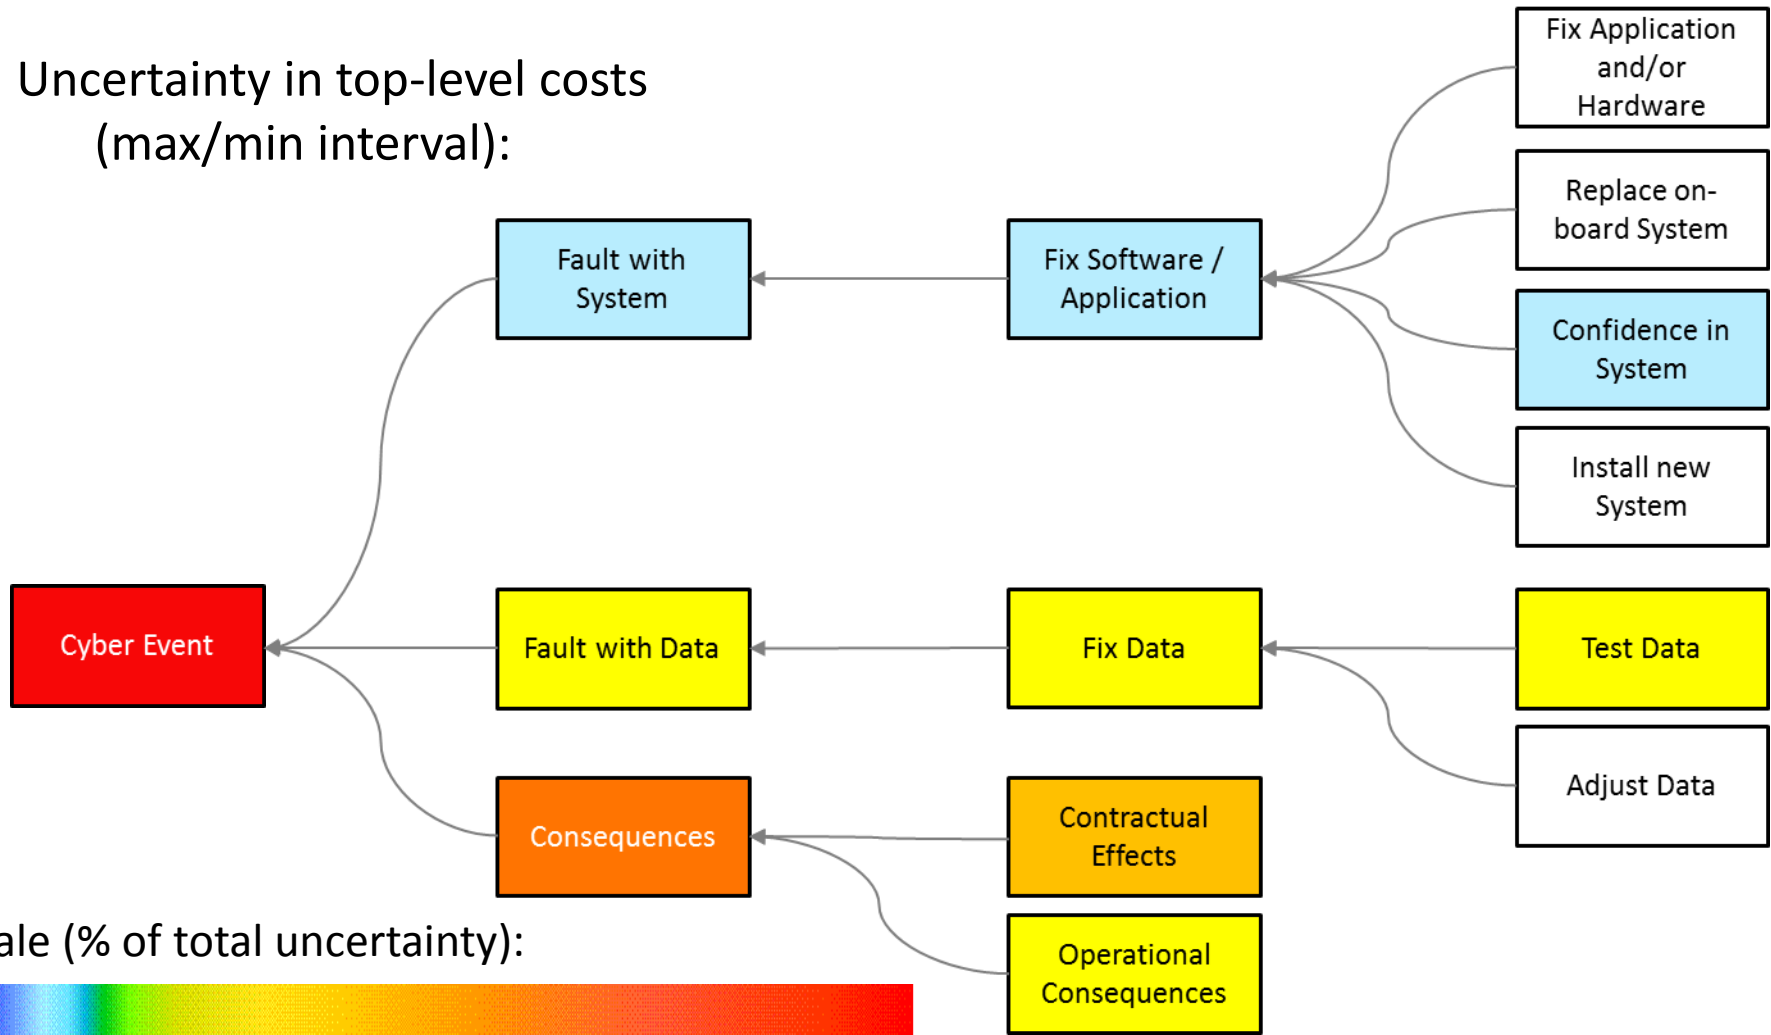 Uncertainty in top-level costs
(max/min interval):
Fix Application
and/or
Hardware
Replace on-
board System
Fault with
System
Fix Software /
Application
Confidence in
System
Install new
System
Cyber Event
Fault with Data
Fix Data
Test Data
Adjust Data
Consequences
Contractual
Effects
Operational
Consequences
ale (% of total uncertainty):